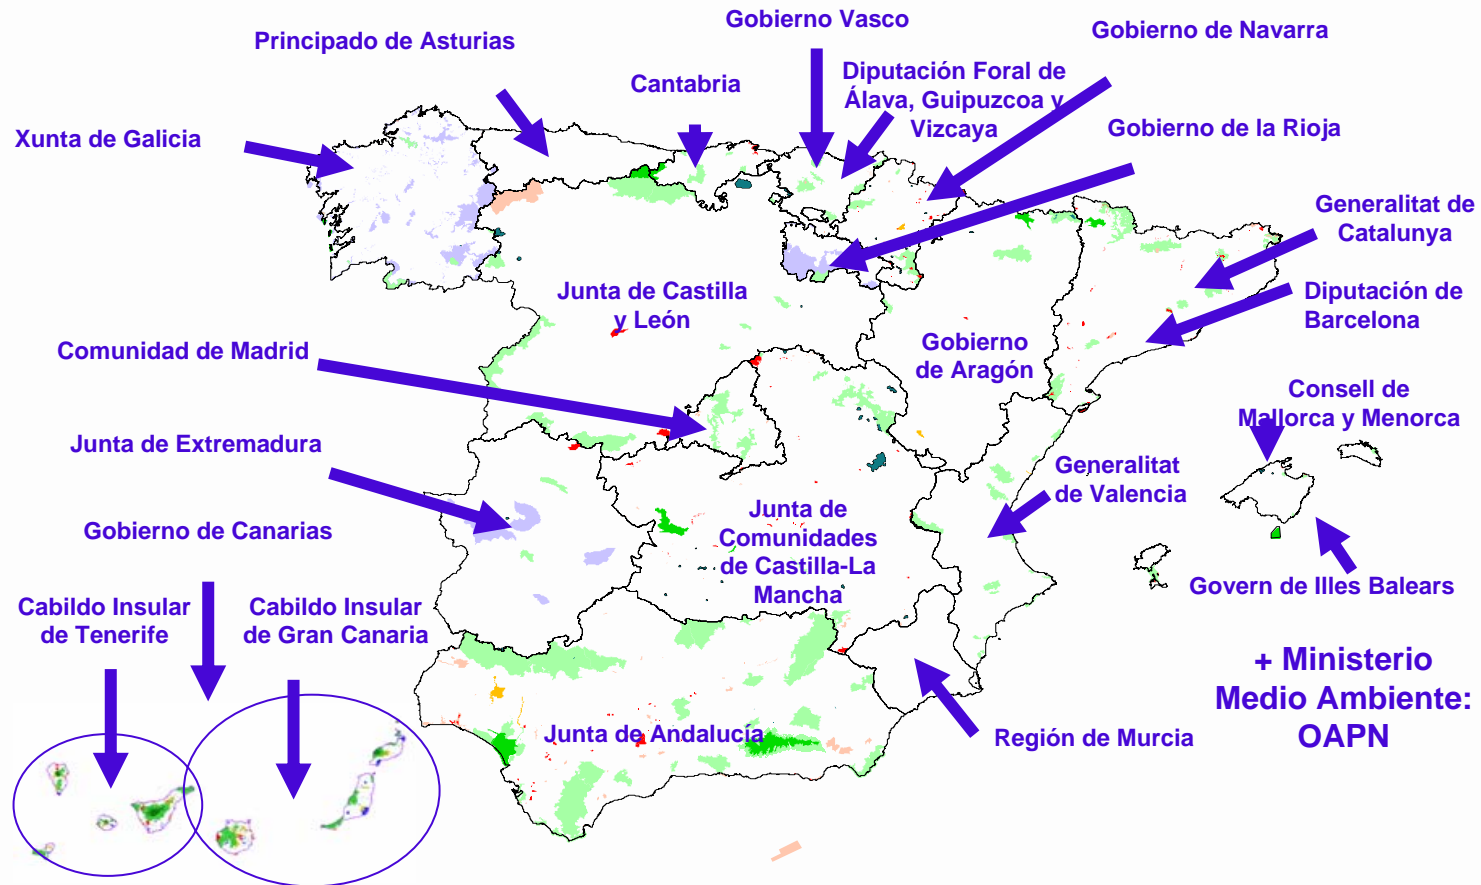 Gobierno Vasco
Gobierno de Navarra
Principado de Asturias
Cantabria
Diputación Foral de
Álava, Guipuzcoa y
Vizcaya
Gobierno de la Rioja
Xunta de Galicia
Generalitat de
Catalunya
Junta de Castilla
y León
Diputación de
Barcelona
Comunidad de Madrid
Gobierno
de Aragón
Consell de
Mallorca y Menorca
Junta de Extremadura
Generalitat
de Valencia
Junta de
Comunidades
de Castilla-La
Mancha
Gobierno de Canarias
Govern de Illes Balears
Cabildo Insular
de Tenerife
Cabildo Insular
de Gran Canaria
+ Ministerio
Medio Ambiente:
OAPN
Junta de Andalucía
Región de Murcia